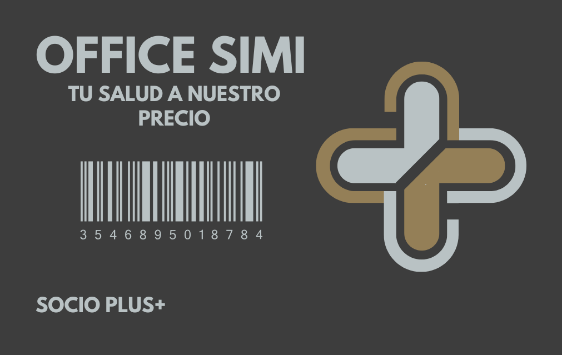 OFFICE SIMI
TU SALUD A NUESTRO
PRECIO
3546895018784
SOCIO PLUS+